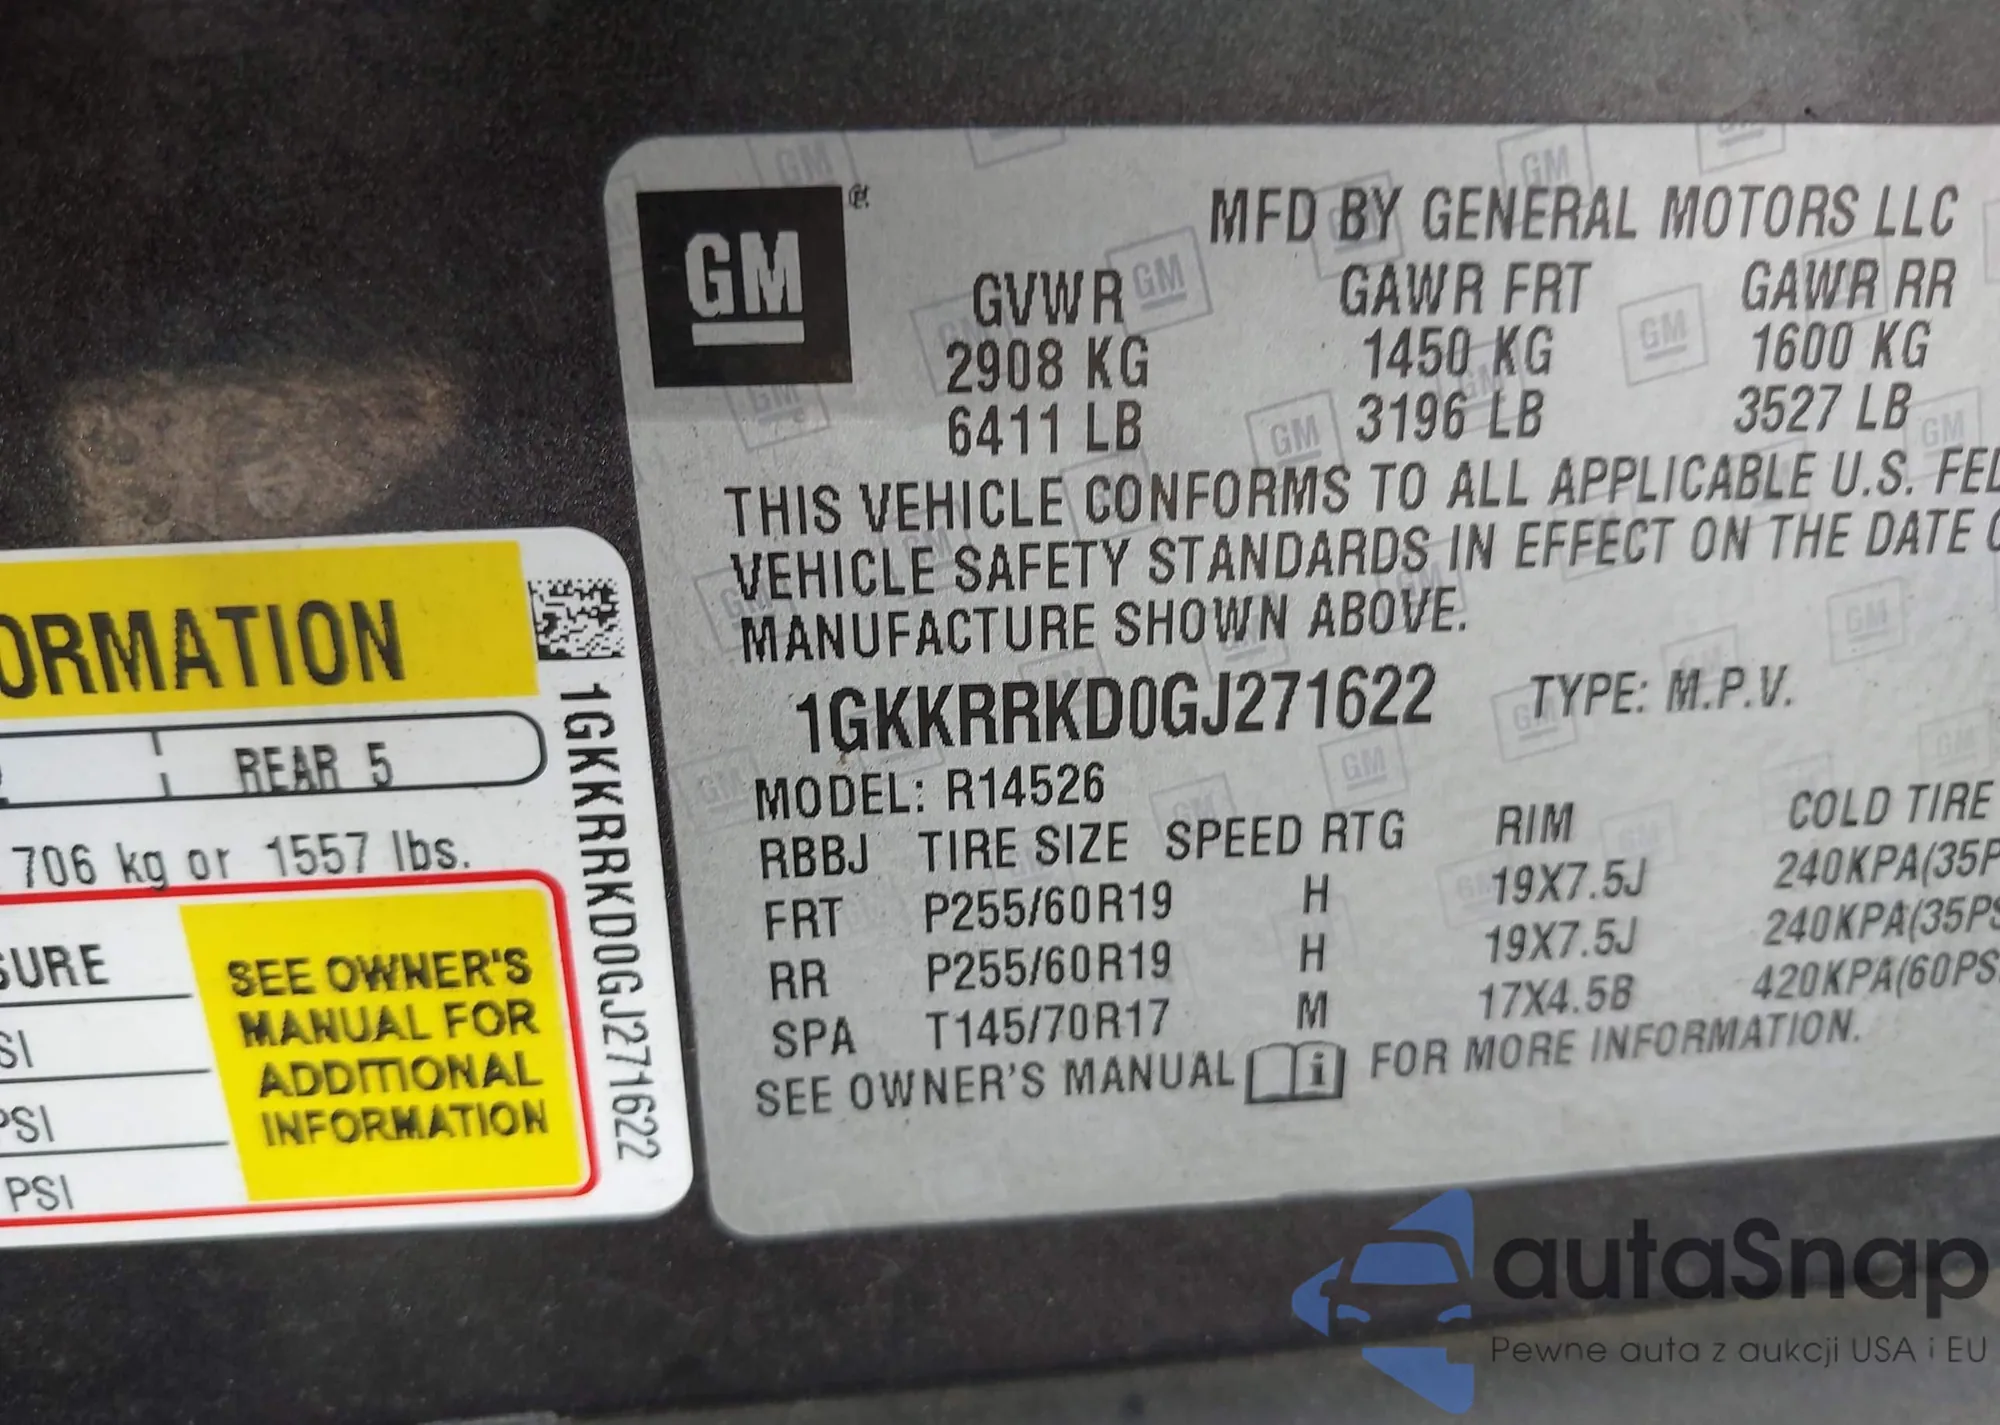 ORMATION
REAR 5
706 kg or 1557 lbs.
SURE
SI
PSI
PSI
SEE OWNER'S
MANUAL FOR
ADDITIONAL
INFORMATION
1GKKRRKD0GJ271622
GM
MFD BY GENERAL MOTORS LLC
GVWR GAWR FRT GAWR RR
2908 KG 1450 KG 1600 KG
6411 LB 3196 LB 3527 LB
THIS VEHICLE CONFORMS TO ALL APPLICABLE U.S. FED
VEHICLE SAFETY STANDARDS IN EFFECT ON THE DATE O
MANUFACTURE SHOWN ABOVE.
1GKKRRKD0GJ271622 TYPE: M.P.V.
MODEL: R14526
RBBJ TIRE SIZE SPEED RTG RIM COLD TIRE
FRT P255/60R19 H 19X7.5J 240KPA(35P
RR P255/60R19 H 19X7.5J 240KPA(35PS
SPA T145/70R17 M 17X4.5B 420KPA(60PS
SEE OWNER'S MANUAL i FOR MORE INFORMATION.
autaSnap
Pewne auta z aukcji USA i EU